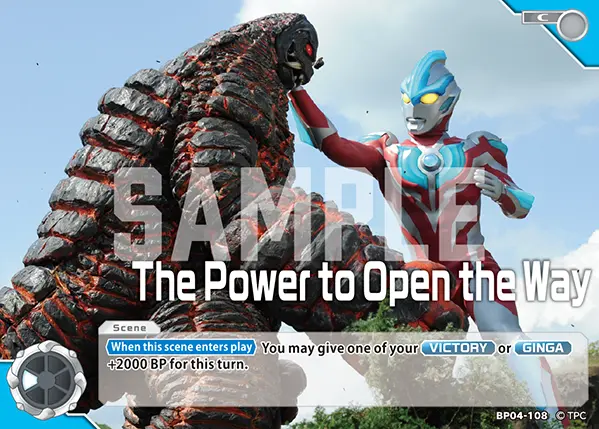 C
SAMPLE
The Power to Open the Way
Scene
When this scene enters play You may give one of your VICTORY or GINGA
+2000 BP for this turn.
BP04-108 © TPC